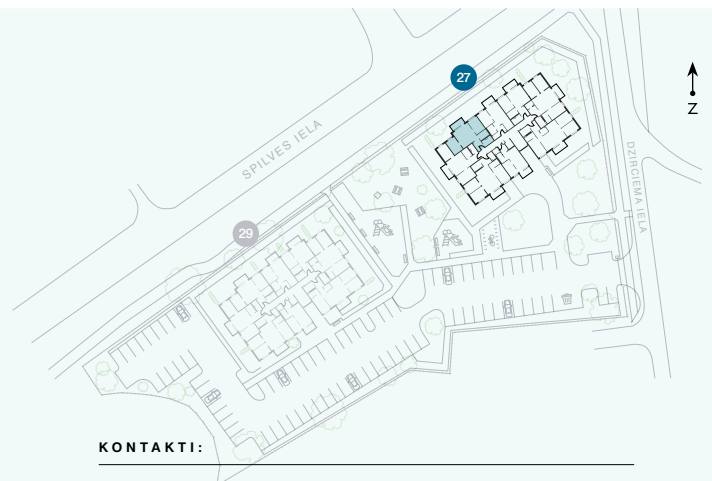 27
Z
SPILVES IELA
DZIRCIEMA IELA
29
KONTAKTI: